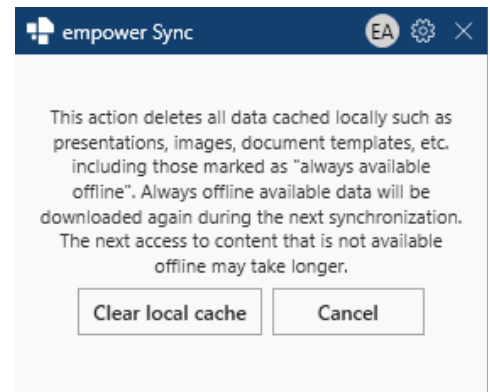 empower Sync EA
This action deletes all data cached locally such as
presentations, images, document templates, etc.
including those marked as "always available
offline". Always offline available data will be
downloaded again during the next synchronization.
The next access to content that is not available
offline may take longer.
Clear local cache Cancel